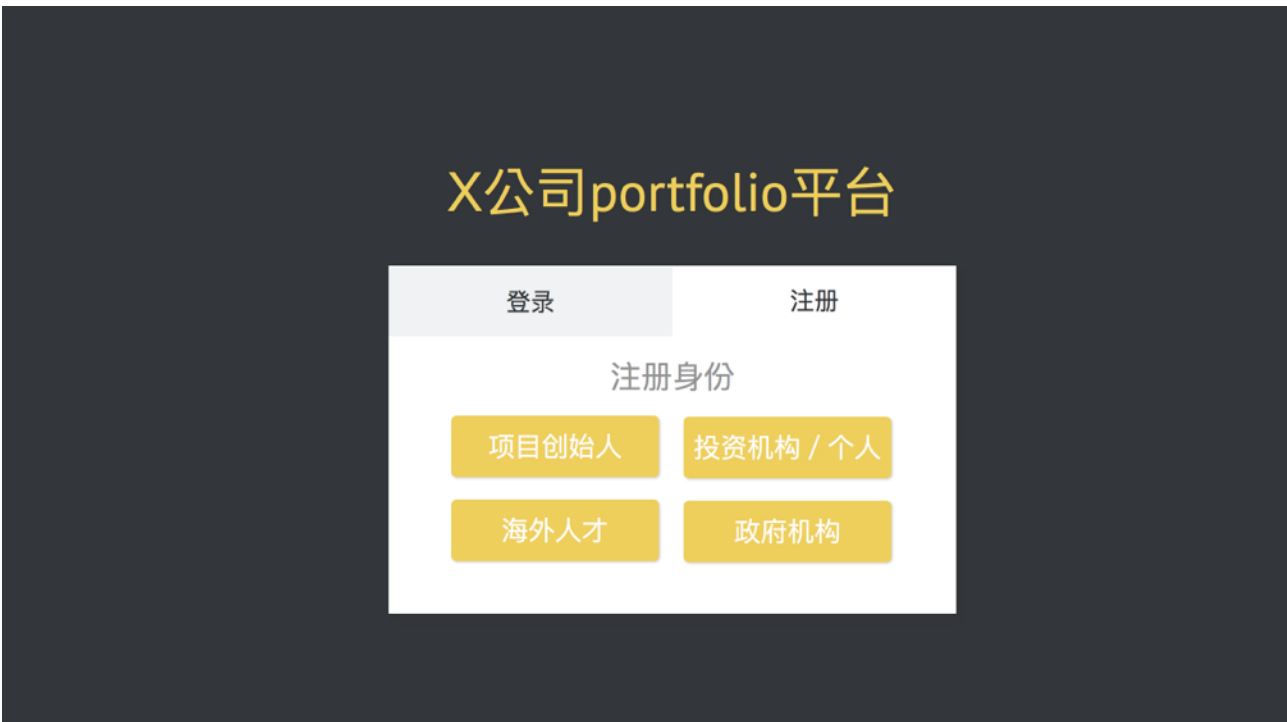 X公司portfolio平台
登录 注册
注册身份
项目创始人 投资机构 / 个人
海外人才 政府机构